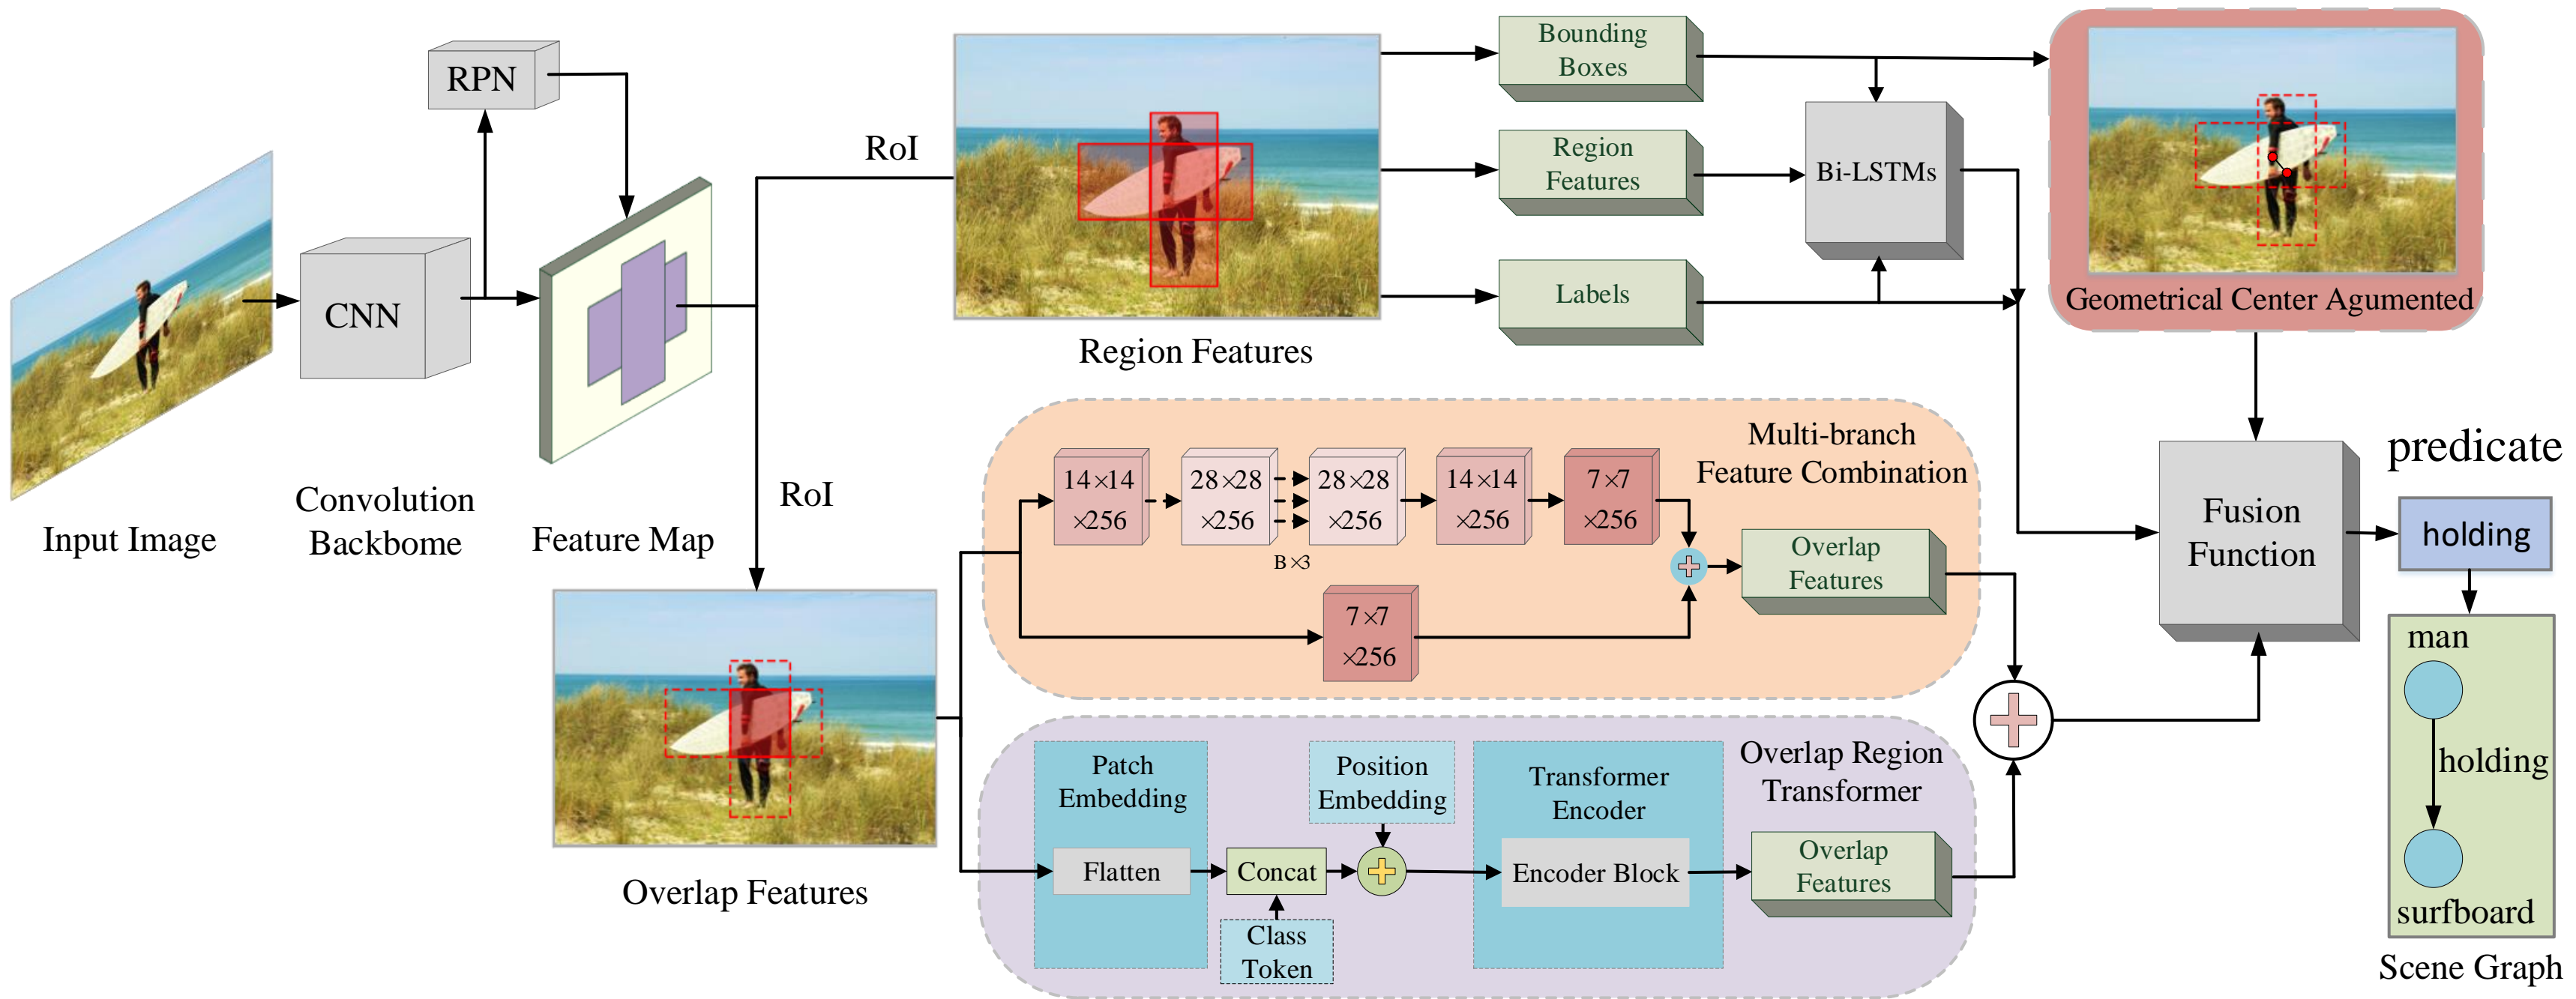 RPN
CNN
Input Image
Convolution
Backbome
Feature Map
RoI
RoI
Region Features
Overlap Features
Bounding
Boxes
Region
Features
Labels
Bi-LSTMs
Geometrical Center Agumented
Multi-branch
Feature Combination
14×14
×256
28×28
×256
B×3
28×28
×256
14×14
×256
7×7
×256
7×7
×256
Overlap
Features
Overlap Region
Transformer
Patch
Embedding
Flatten
Concat
Class
Token
Position
Embedding
Transformer
Encoder
Encoder Block
Overlap
Features
Fusion
Function
predicate
holding
man
holding
surfboard
Scene Graph